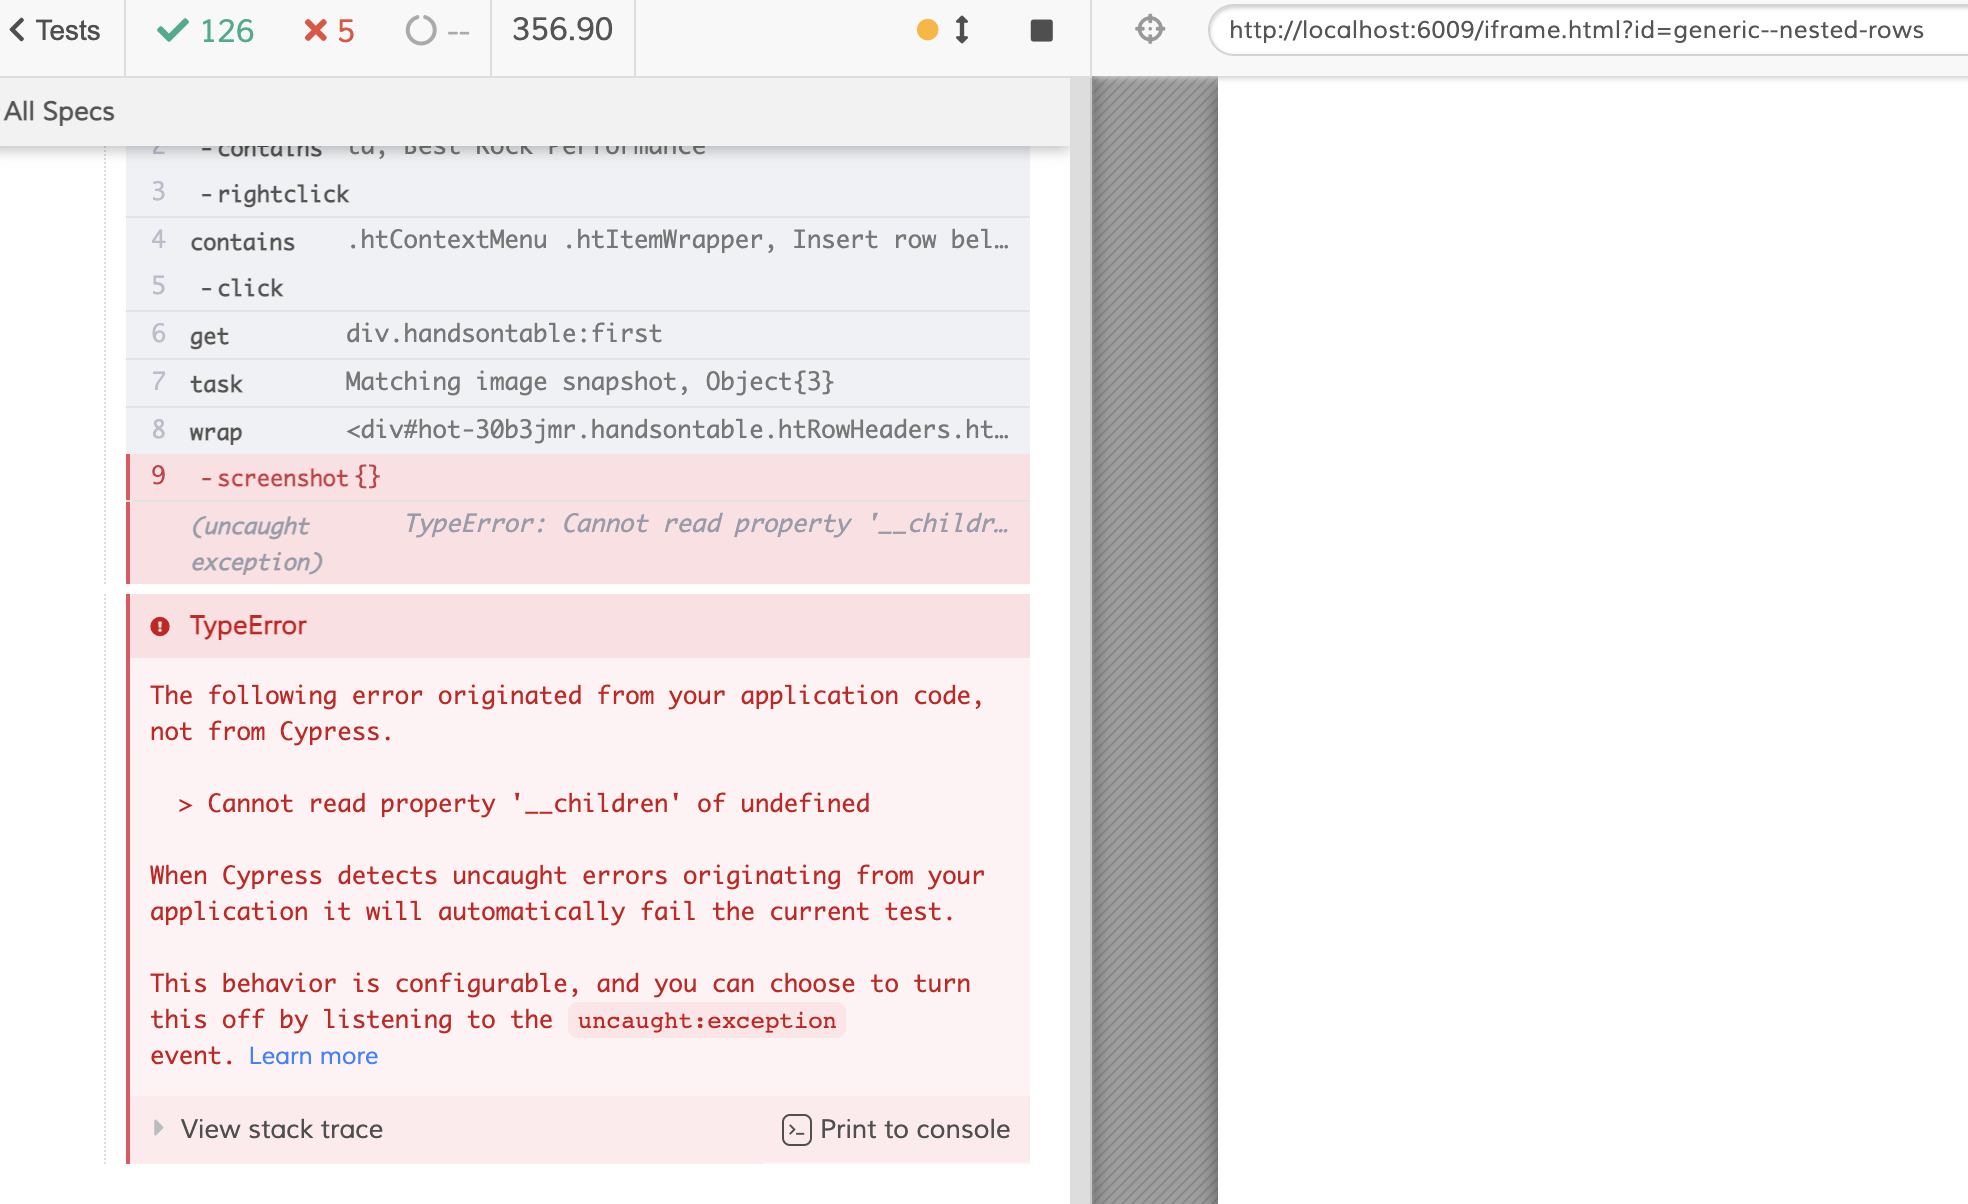 Tests 126 5 -- 356.90 http://localhost:6009/iframe.html?id=generic--nested-rows
All Specs
2 -contains td, Best Rock Performance
3 -rightclick
4 contains .htContextMenu .htItemWrapper, Insert row bel…
5 -click
6 get div.handsontable:first
7 task Matching image snapshot, Object{3}
8 wrap <div#hot-30b3jmr.handsontable.htRowHeaders.ht…
9 -screenshot {}
(uncaught TypeError: Cannot read property '__childr…
exception)
TypeError
The following error originated from your application code,
not from Cypress.
> Cannot read property '__children' of undefined
When Cypress detects uncaught errors originating from your
application it will automatically fail the current test.
This behavior is configurable, and you can choose to turn
this off by listening to the uncaught:exception
event. Learn more
View stack trace Print to console